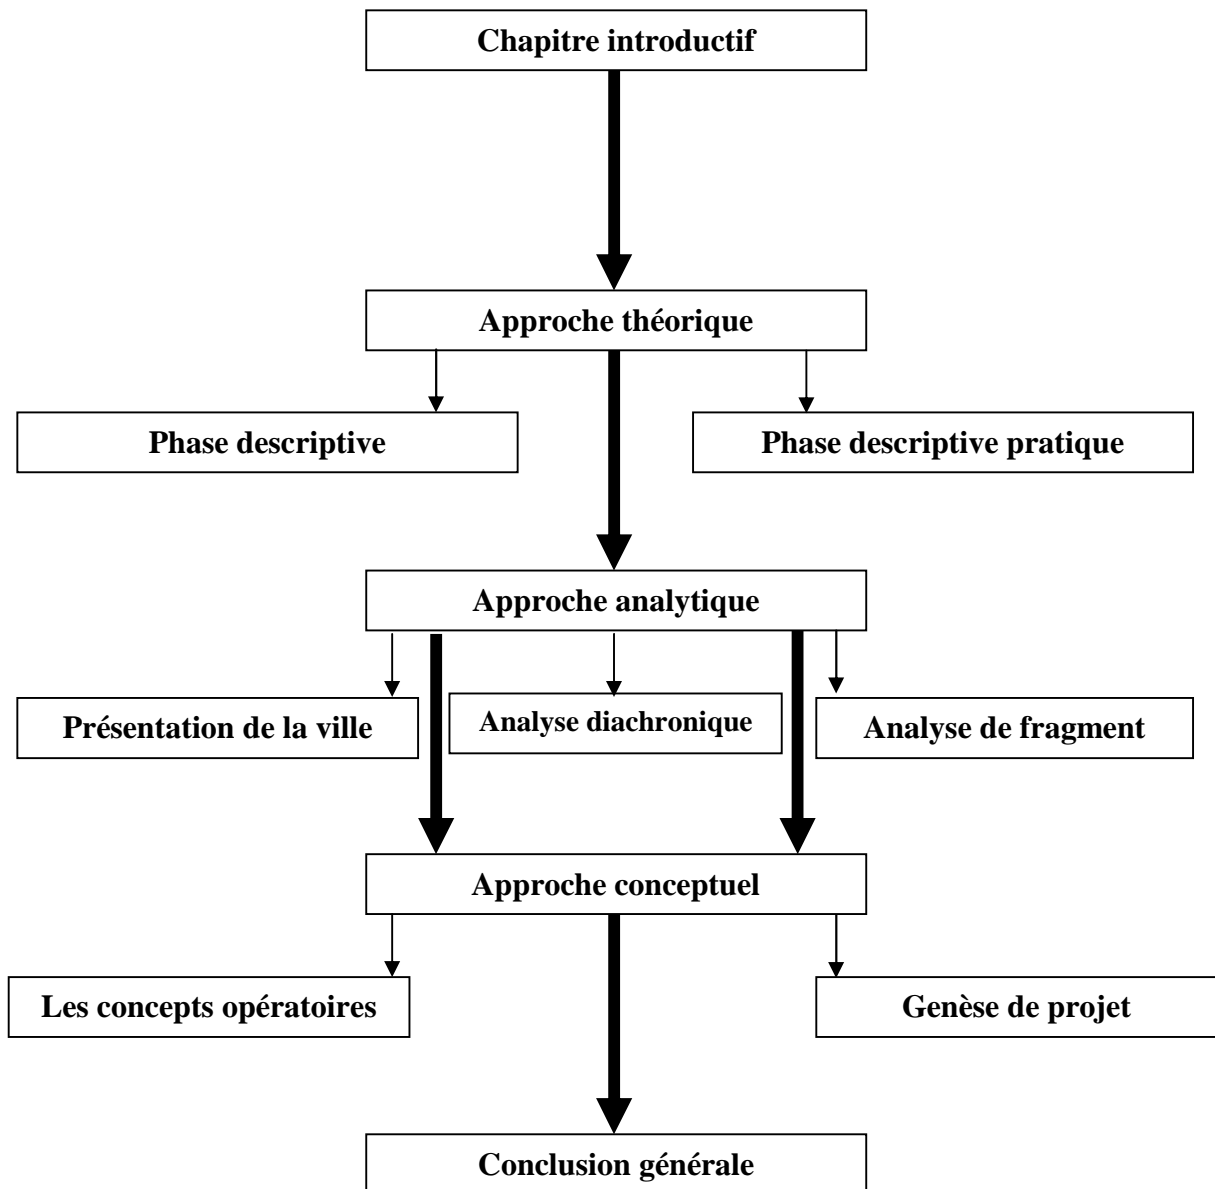 Chapitre introductif
Approche théorique
Phase descriptive
Phase descriptive pratique
Approche analytique
Présentation de la ville
Analyse diachronique
Analyse de fragment
Approche conceptuel
Les concepts opératoires
Genèse de projet
Conclusion générale